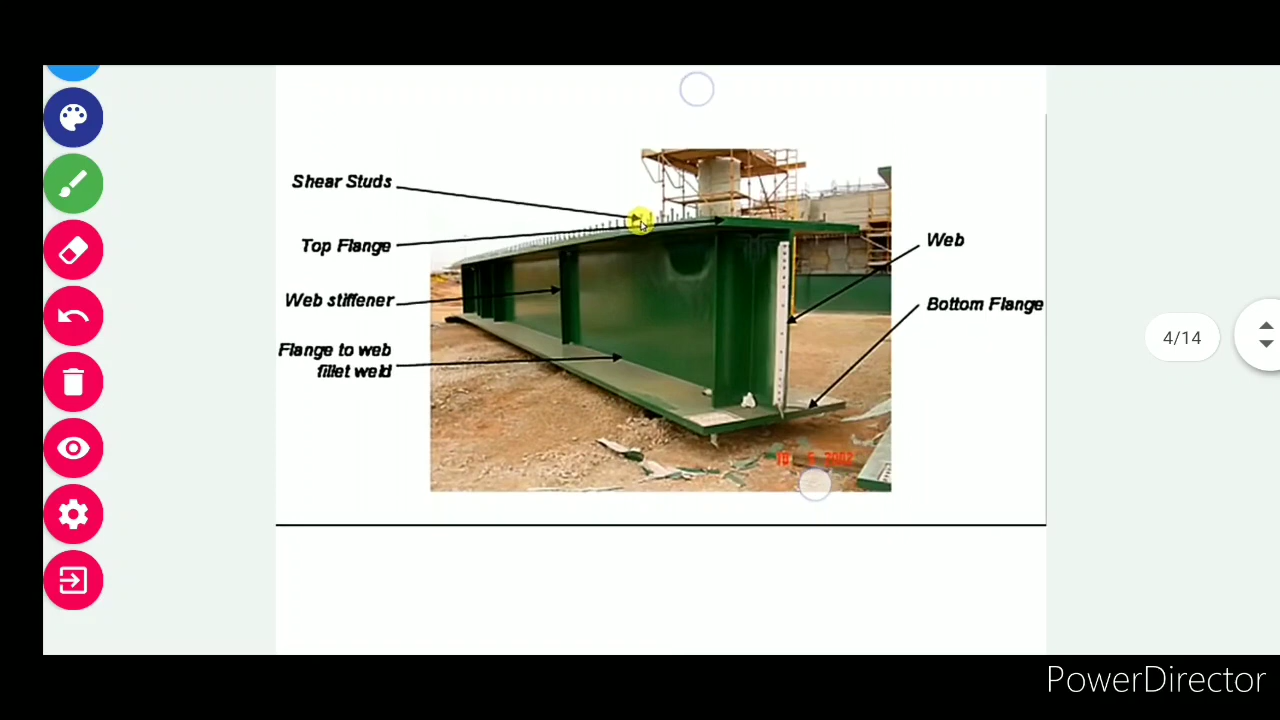 Shear Studs
Top Flange
Web stiffener
Flange to web
fillet weld
Web
Bottom Flange
4/14
PowerDirector